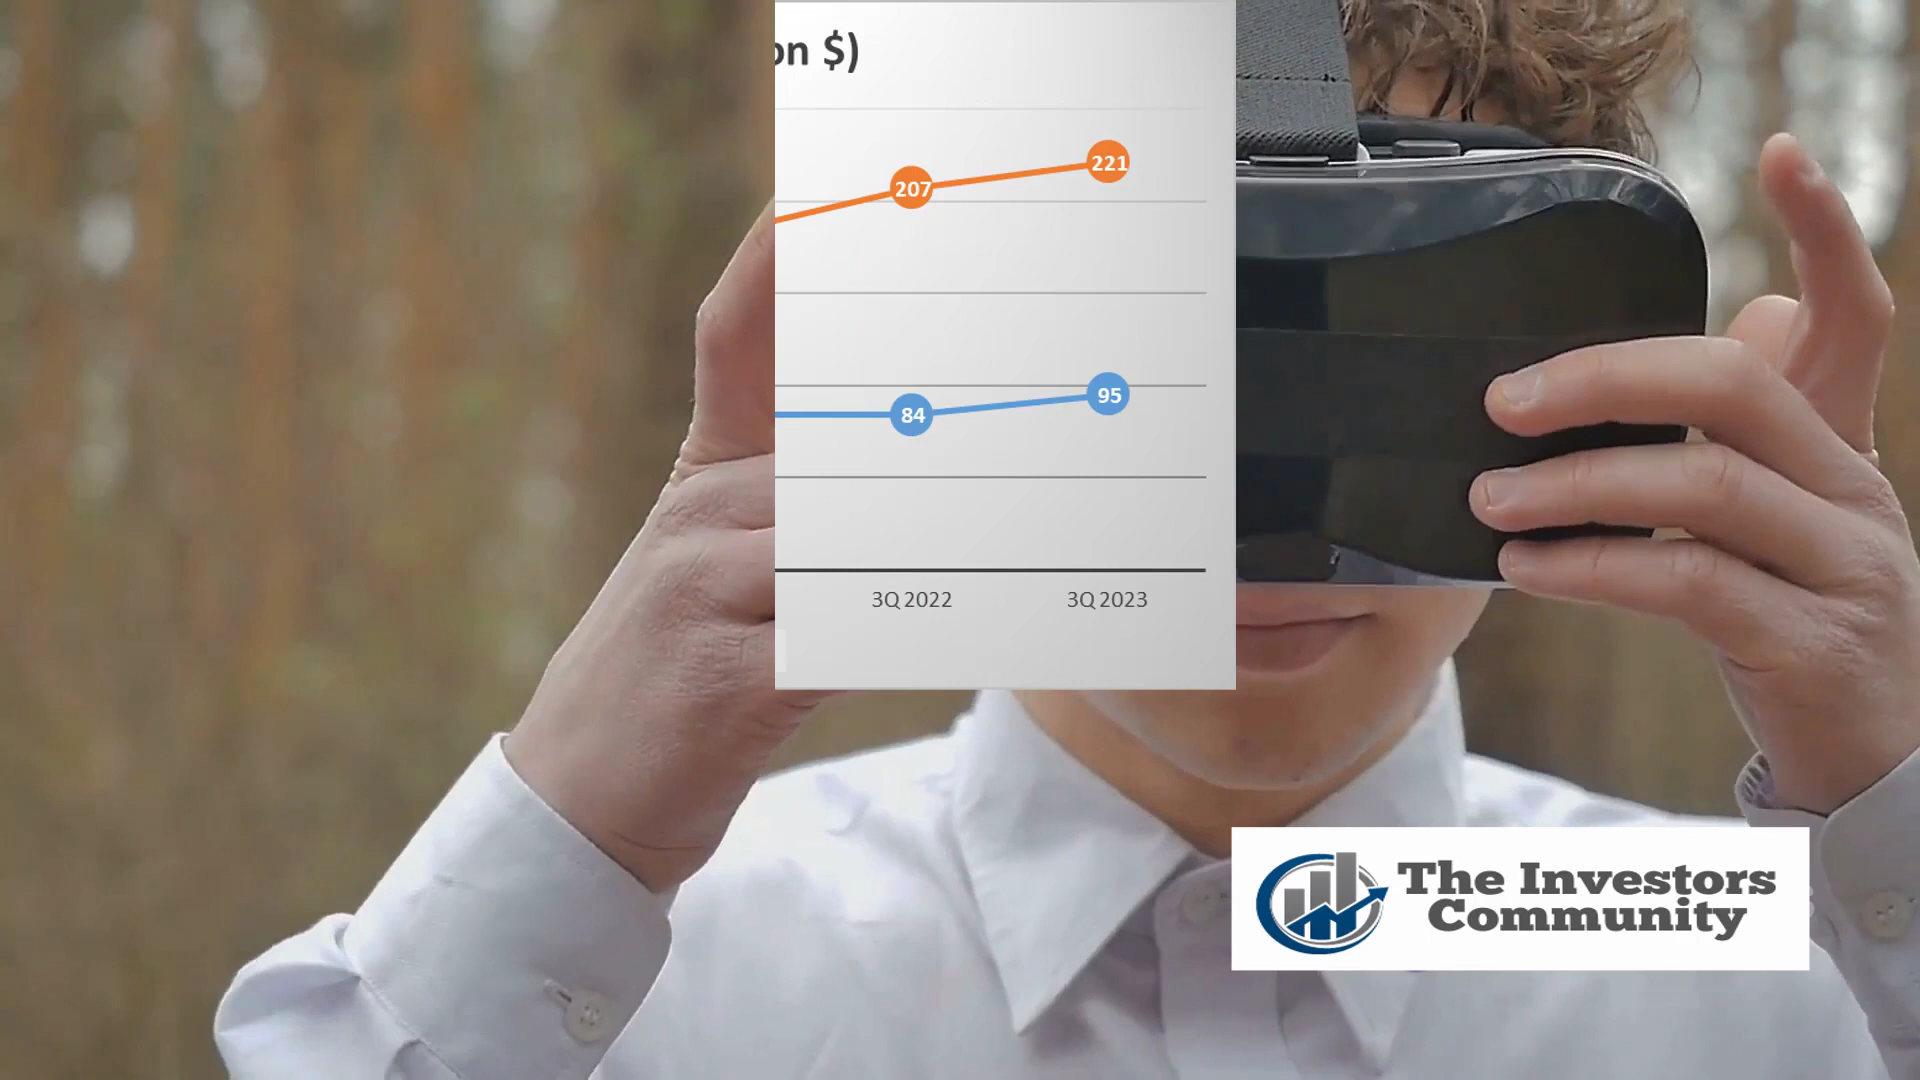 on $)
207
221
84
95
3Q 2022
3Q 2023
The Investors
Community